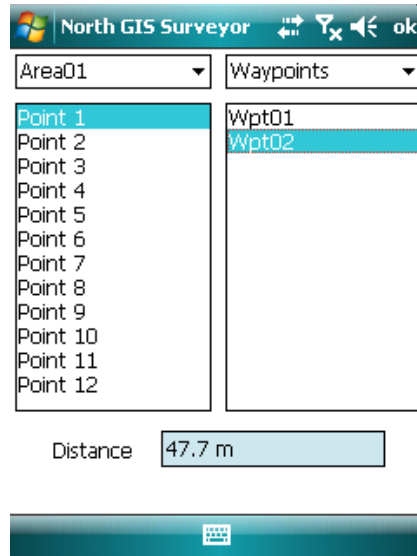 North GIS Surveyor ok
Area01 Waypoints
Point 1
Point 2
Point 3
Point 4
Point 5
Point 6
Point 7
Point 8
Point 9
Point 10
Point 11
Point 12
Wpt01
Wpt02
Distance 47.7 m